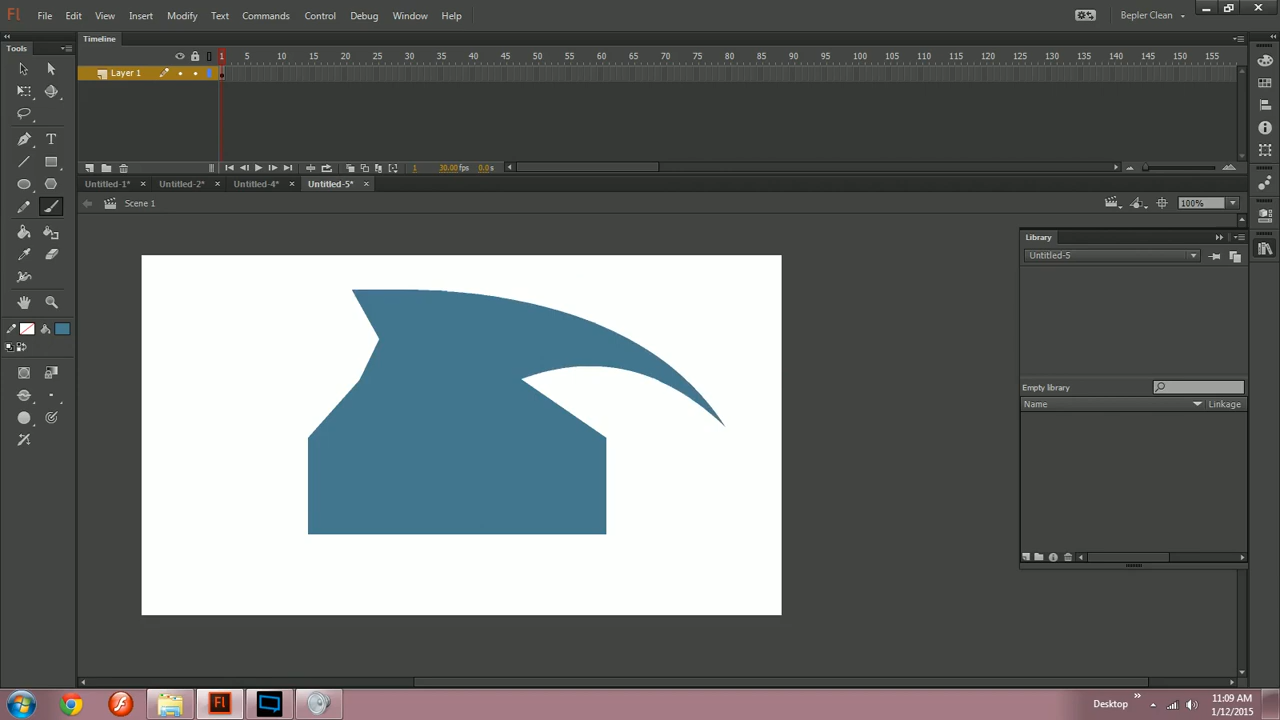 Fl File Edit View Insert Modify Text Commands Control Debug Window Help Bepler Clean
Tools Timeline
1 5 10 15 20 25 30 35 40 45 50 55 60 65 70 75 80 85 90 95 100 105 110 115 120 125 130 135 140 145 150 155
Layer 1
1 30.00 fps 0.0 s
Untitled-1* Untitled-2* Untitled-4* Untitled-5*
Scene 1 100%
Library
Untitled-5
Empty library
Name Linkage
Fl
Desktop
11:09 AM
1/12/2015